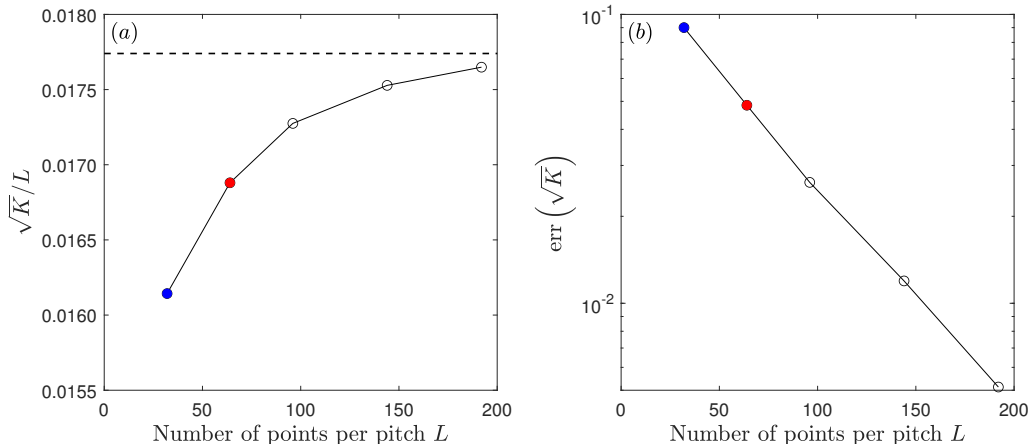 (a)
0.0180
0.0175
0.0170
0.0165
0.0160
0.0155
√K/L
0 50 100 150 200
Number of points per pitch L
(b)
10⁻¹
10⁻²
err (√K)
0 50 100 150 200
Number of points per pitch L